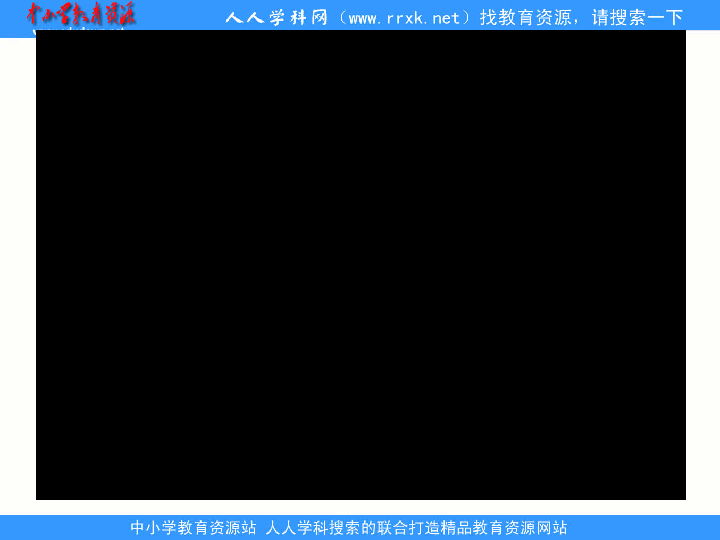 中小学教育资源
人人学科网（www.rrxk.net）找教育资源，请搜索一下
中小学教育资源站 人人学科搜索的联合打造精品教育资源网站